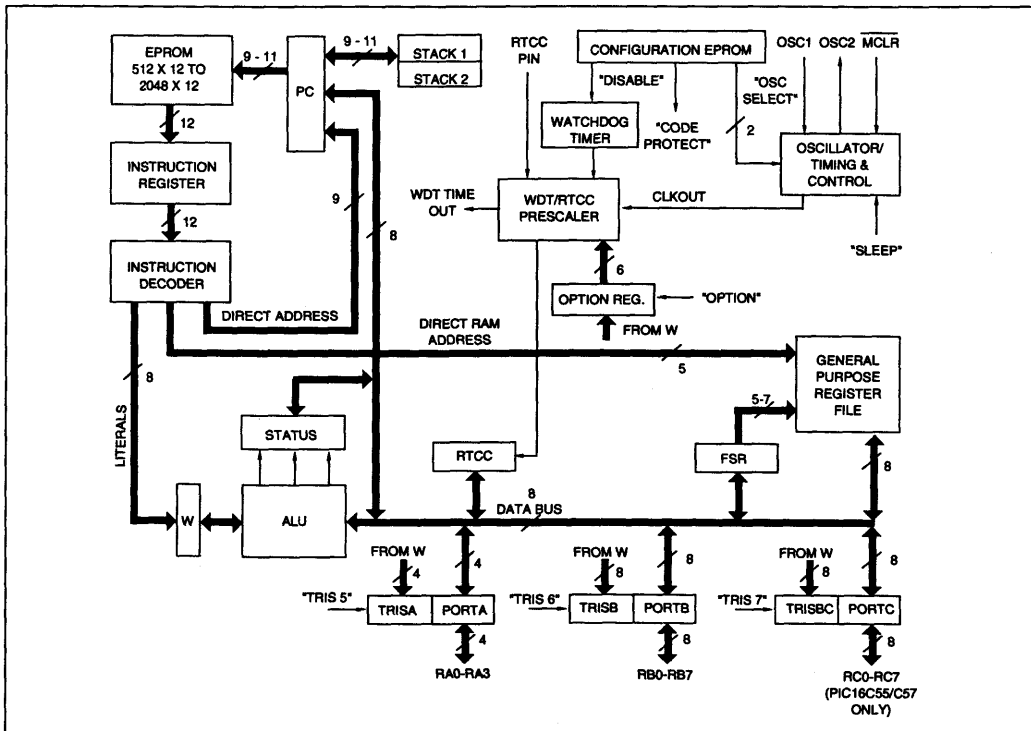 EPROM
512 X 12 TO
2048 X 12
9 - 11
PC
9 - 11
STACK 1
STACK 2
RTCC
PIN
CONFIGURATION EPROM
OSC1 OSC2 MCLR
"DISABLE"
"OSC
SELECT"
WATCHDOG
TIMER
"CODE
PROTECT"
2
OSCILLATOR/
TIMING &
CONTROL
12
INSTRUCTION
REGISTER
9
WDT TIME
OUT
WDT/RTCC
PRESCALER
CLKOUT
12
8
"SLEEP"
INSTRUCTION
DECODER
6
OPTION REG.
"OPTION"
DIRECT ADDRESS
DIRECT RAM
ADDRESS
FROM W
5
8
LITERALS
GENERAL
PURPOSE
REGISTER
FILE
5-7
STATUS
RTCC
FSR
8
W
ALU
8
DATA BUS
FROM W
4
4
FROM W
8
8
FROM W
8
8
"TRIS 5"
TRISA
PORTA
"TRIS 6"
TRISB
PORTB
"TRIS 7"
TRISBC
PORTC
4
8
8
RA0-RA3
RB0-RB7
RC0-RC7
(PIC16C55/C57
ONLY)